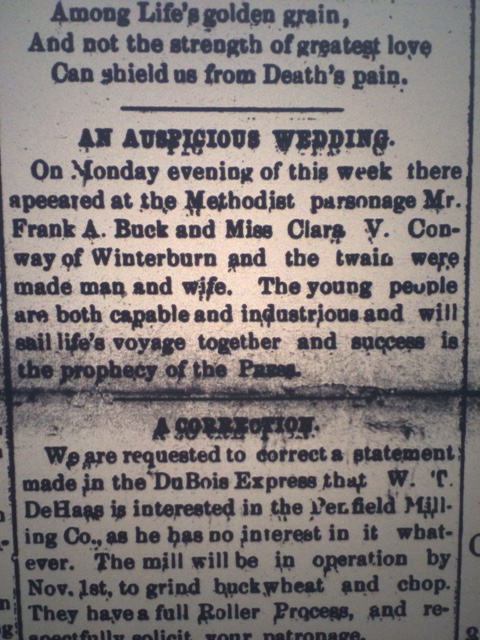 Among Life's golden grain,
And not the strength of greatest love
Can shield us from Death's pain.
AN AUSPICIOUS WEDDING.
On Monday evening of this week there
apeeared at the Methodist parsonage Mr.
Frank A. Buck and Miss Clara V. Con-
way of Winterburn and the twain were
made man and wife. The young people
are both capable and industrious and will
sail life's voyage together and success is
the prophecy of the
A CORRECTION.
We are requested to correct a statement
made in the DuBois Express that W. T.
DeHaas is interested in the Penfield Mill-
ing Co., as he has no interest in it what-
ever. The mill will be in operation by
Nov. 1st, to grind buckwheat and chop.
They have a full Roller Process, and re-
spectfully solicit your patronage.